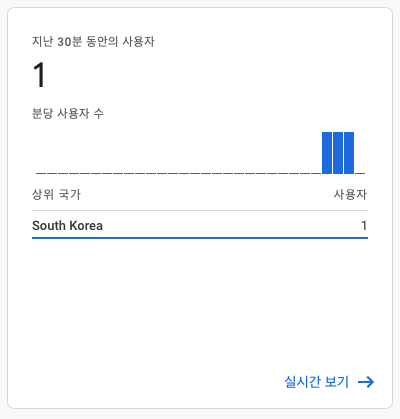 지난 30분 동안의 사용자
1
분당 사용자 수
상위 국가 사용자
South Korea 1
실시간 보기